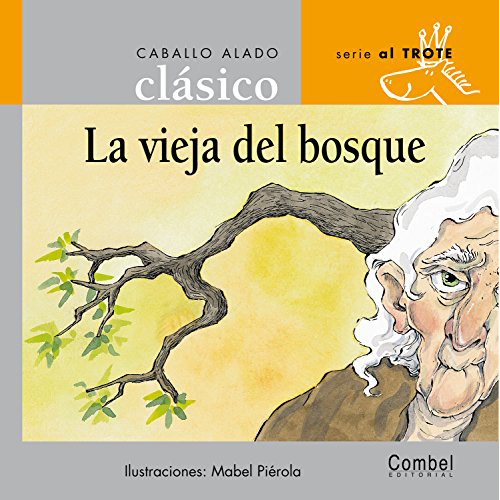 CABALLO ALADO
clásico
serie al TROTE
La vieja del bosque
Ilustraciones: Mabel Piérola
Combel
EDITORIAL